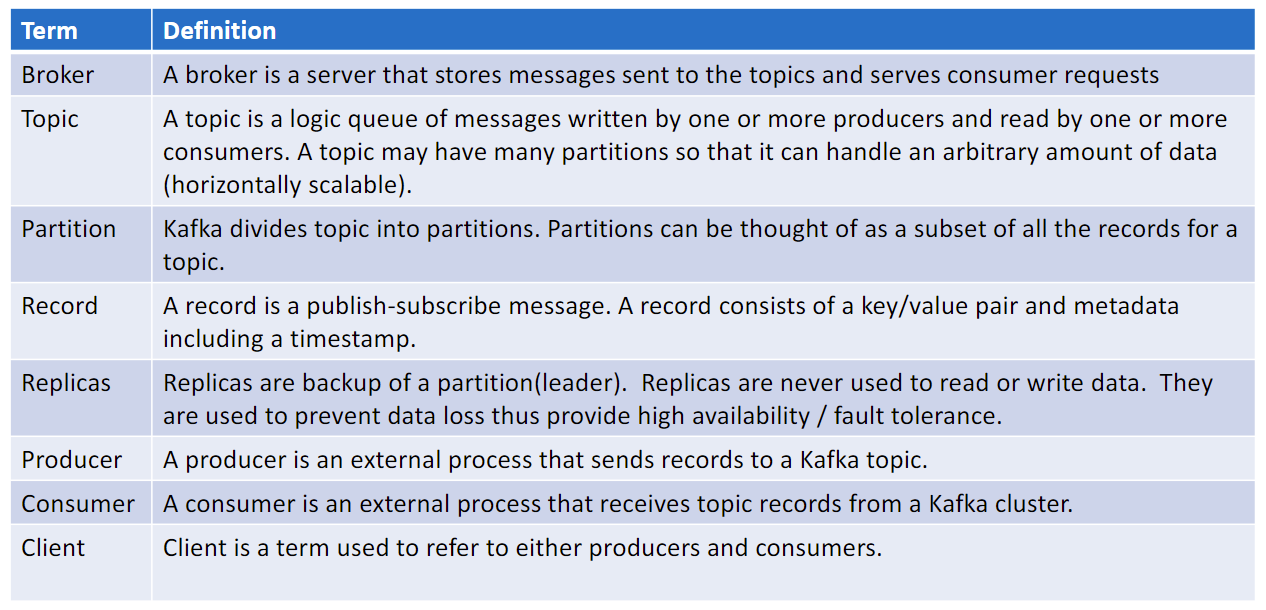 Term Definition
Broker A broker is a server that stores messages sent to the topics and serves consumer requests
Topic A topic is a logic queue of messages written by one or more producers and read by one or more
consumers. A topic may have many partitions so that it can handle an arbitrary amount of data
(horizontally scalable).
Partition Kafka divides topic into partitions. Partitions can be thought of as a subset of all the records for a
topic.
Record A record is a publish-subscribe message. A record consists of a key/value pair and metadata
including a timestamp.
Replicas Replicas are backup of a partition(leader).  Replicas are never used to read or write data.  They
are used to prevent data loss thus provide high availability / fault tolerance.
Producer A producer is an external process that sends records to a Kafka topic.
Consumer A consumer is an external process that receives topic records from a Kafka cluster.
Client Client is a term used to refer to either producers and consumers.